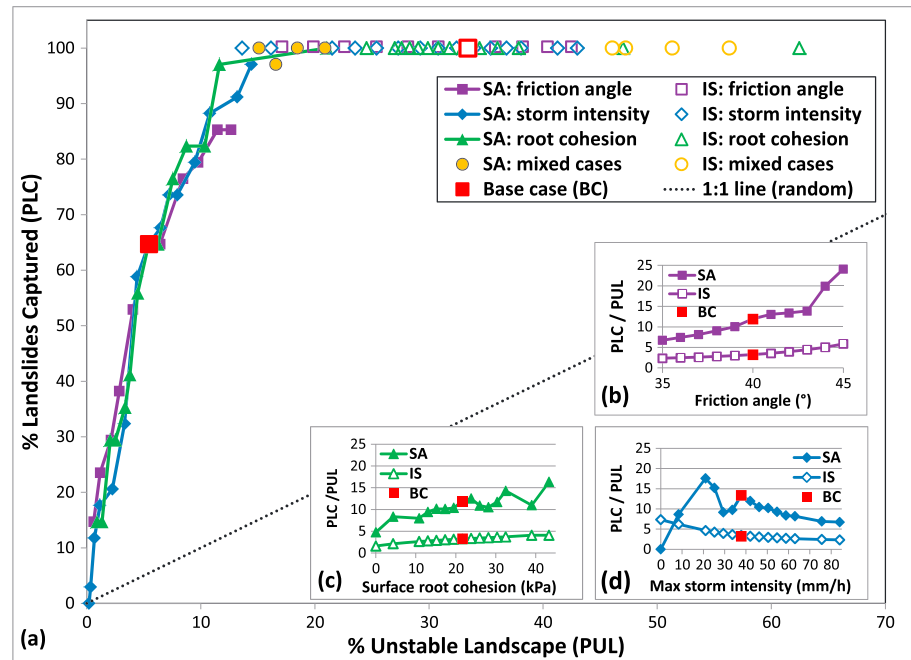 % Landslides Captured (PLC)
100
90
80
70
60
50
40
30
20
10
0
0 10 20 30 40 50 60 70
% Unstable Landscape (PUL)
(a)
SA: friction angle IS: friction angle
SA: storm intensity IS: storm intensity
SA: root cohesion IS: root cohesion
SA: mixed cases IS: mixed cases
Base case (BC) 1:1 line (random)
PLC / PUL
25
20
15
10
5
0
SA
IS
BC
35 40 45
Friction angle (°)
(b)
PLC /PUL
25
20
15
10
5
0
SA
IS
BC
0 10 20 30 40
Surface root cohesion (kPa)
(c)
PLC / PUL
25
20
15
10
5
0
SA
IS
BC
0 10 20 30 40 50 60 70 80
Max storm intensity (mm/h)
(d)